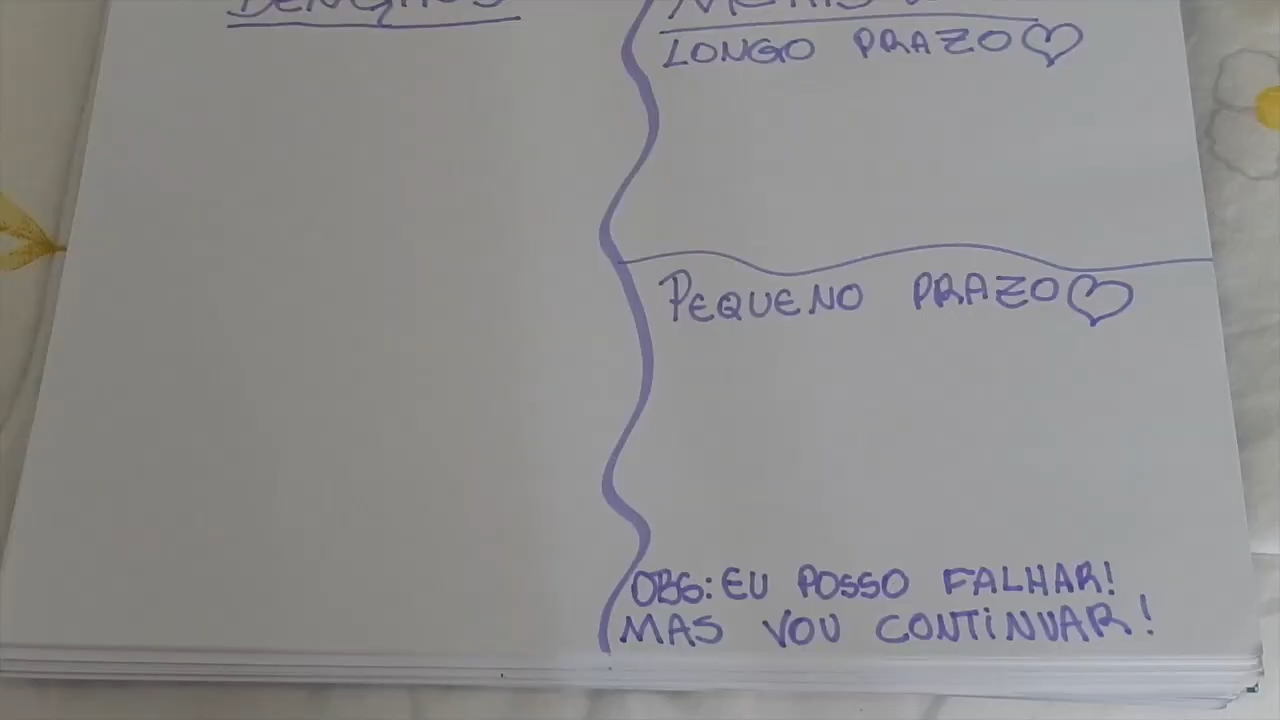 LONGO PRAZO
PEQUENO PRAZO
OBS: EU POSSO FALHAR!
MAS VOU CONTINUAR!